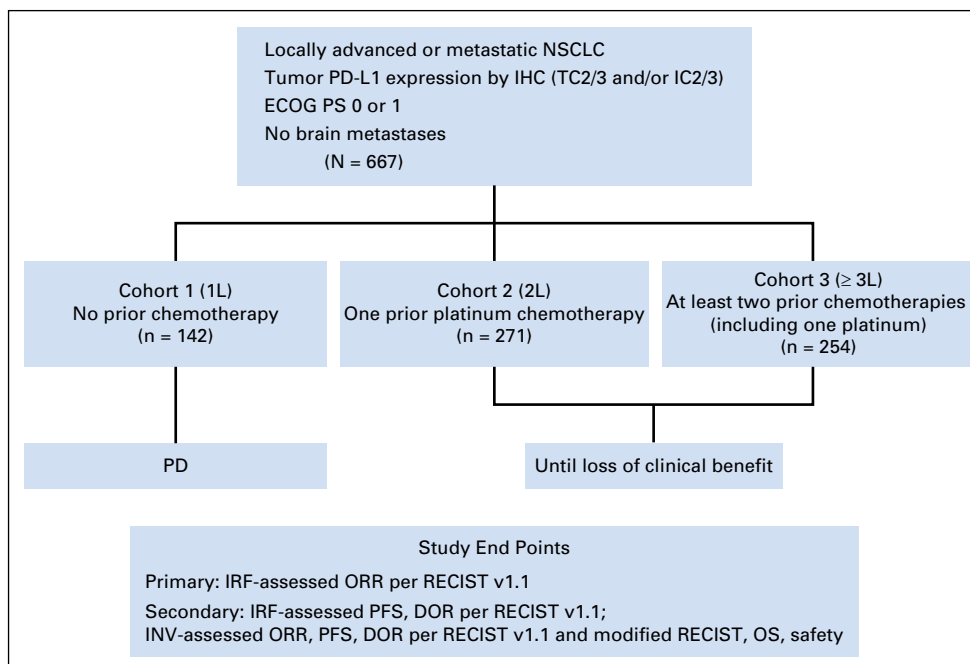 Locally advanced or metastatic NSCLC
Tumor PD-L1 expression by IHC (TC2/3 and/or IC2/3)
ECOG PS 0 or 1
No brain metastases
(N = 667)
Cohort 1 (1L)
No prior chemotherapy
(n = 142)
Cohort 2 (2L)
One prior platinum chemotherapy
(n = 271)
Cohort 3 (≥ 3L)
At least two prior chemotherapies
(including one platinum)
(n = 254)
PD
Until loss of clinical benefit
Study End Points
Primary: IRF-assessed ORR per RECIST v1.1
Secondary: IRF-assessed PFS, DOR per RECIST v1.1;
INV-assessed ORR, PFS, DOR per RECIST v1.1 and modified RECIST, OS, safety